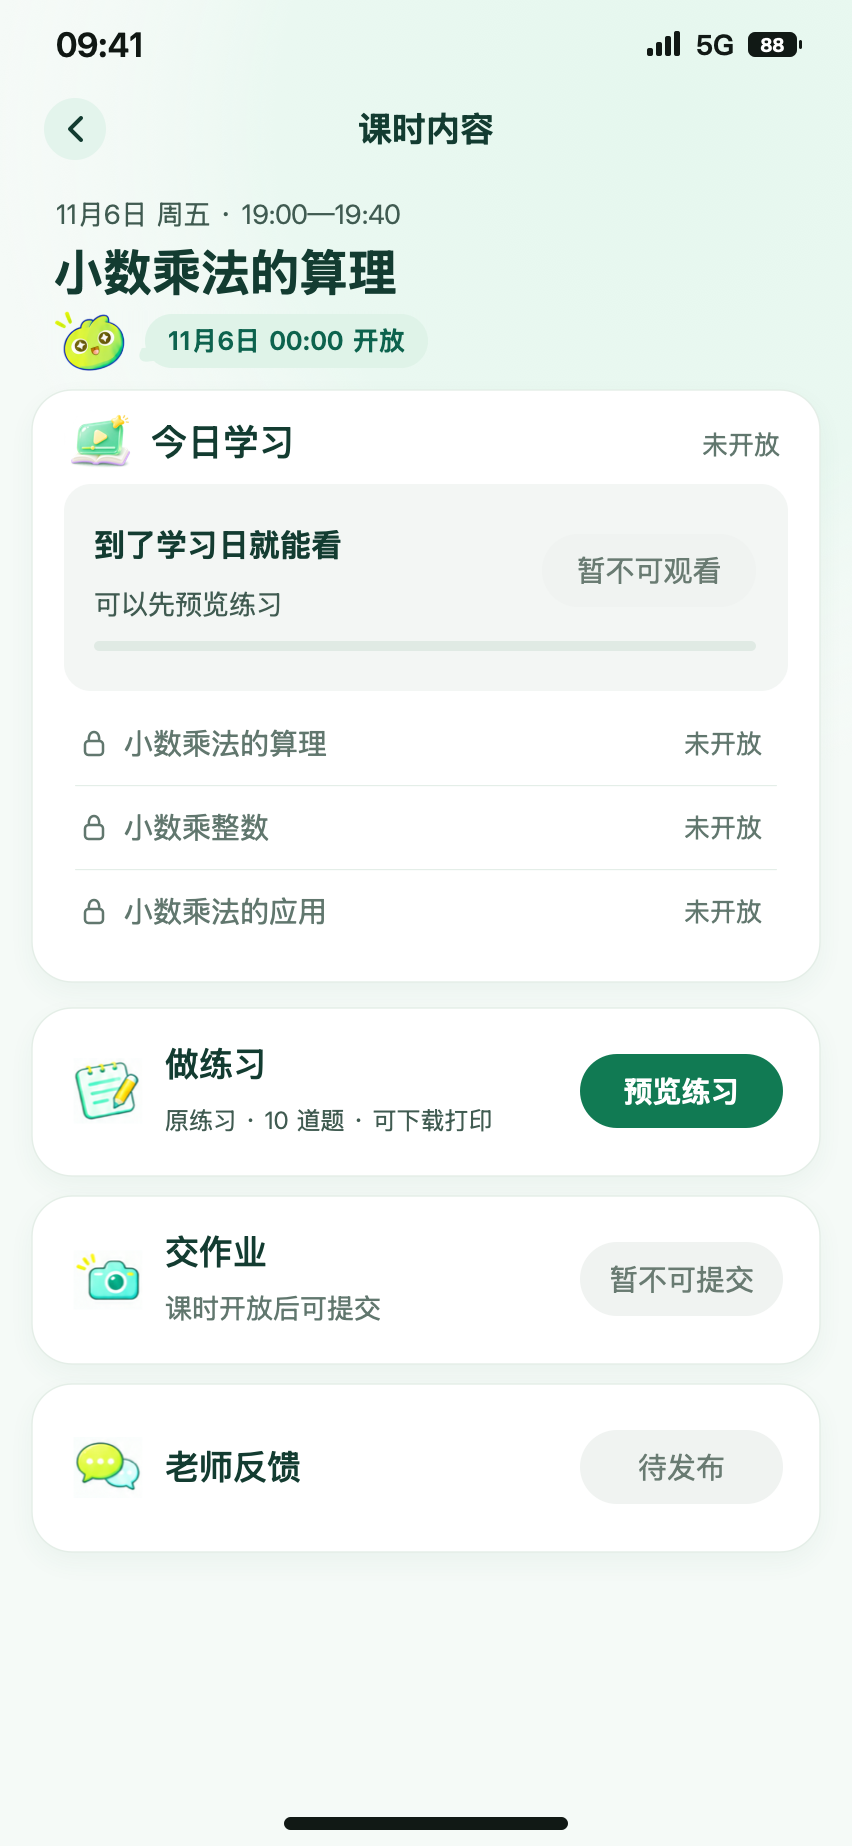 09:41
5G 88
课时内容
11月6日 周五 · 19:00—19:40
小数乘法的算理
11月6日 00:00 开放
今日学习
未开放
到了学习日就能看
可以先预览练习
暂不可观看
小数乘法的算理
未开放
小数乘整数
未开放
小数乘法的应用
未开放
做练习
原练习 · 10 道题 · 可下载打印
预览练习
交作业
课时开放后可提交
暂不可提交
老师反馈
待发布